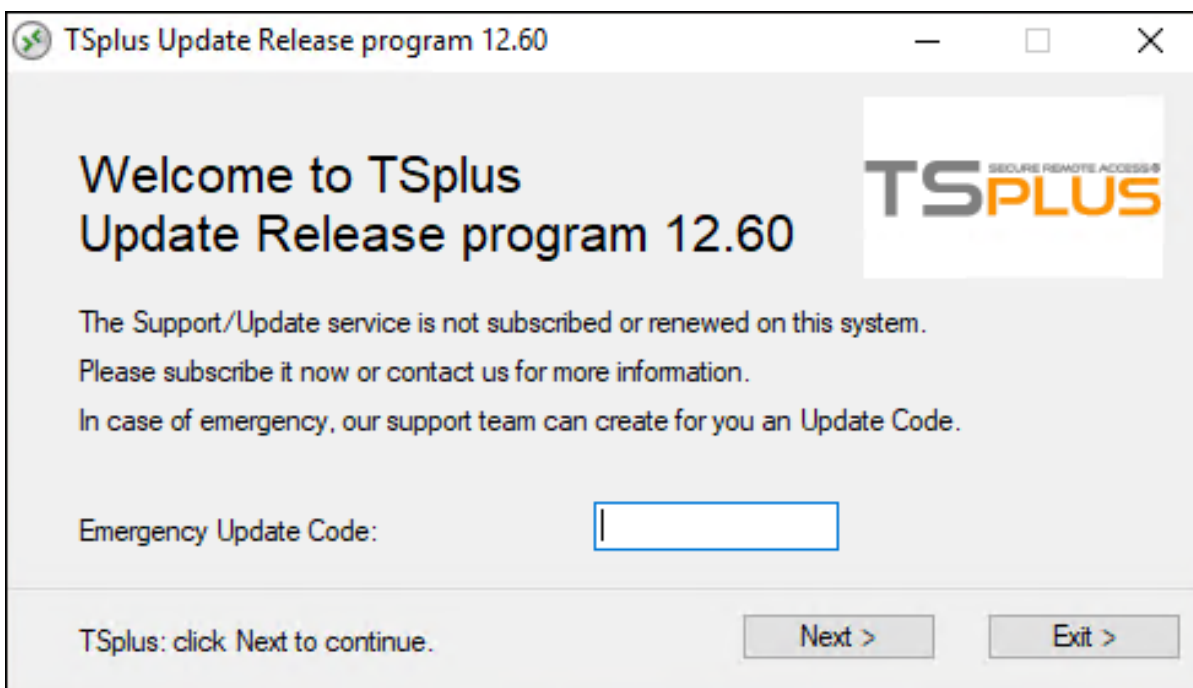 TSplus Update Release program 12.60
Welcome to TSplus
Update Release program 12.60
SECURE REMOTE ACCESS®
TSPLUS
The Support/Update service is not subscribed or renewed on this system.
Please subscribe it now or contact us for more information.
In case of emergency, our support team can create for you an Update Code.
Emergency Update Code:
TSplus: click Next to continue.
Next >
Exit >